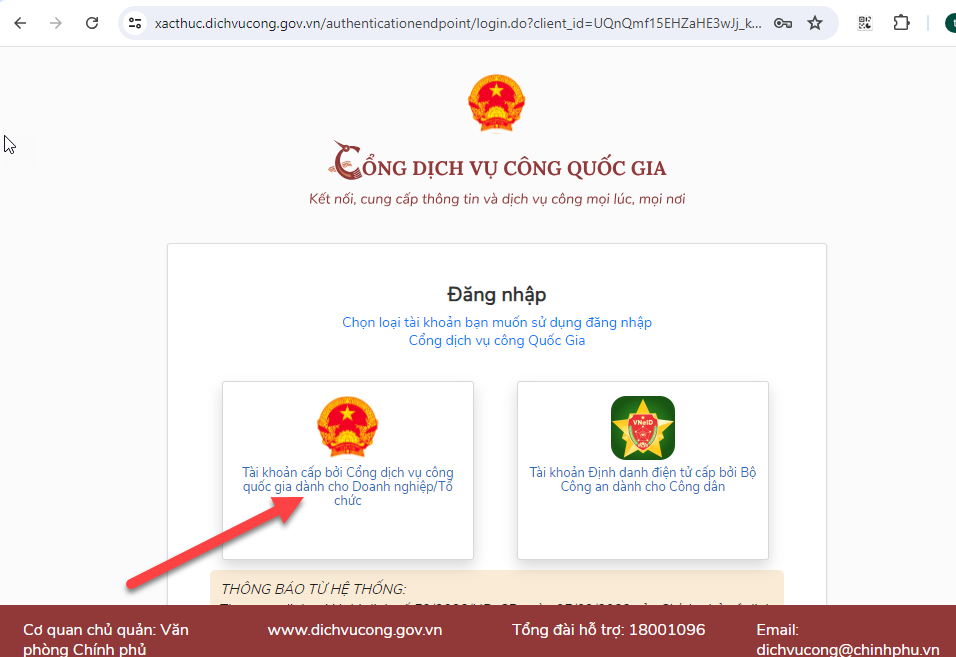 xacthuc.dichvucong.gov.vn/authenticationendpoint/login.do?client_id=UQnQmf15EHZaHE3wJj_k...
CỔNG DỊCH VỤ CÔNG QUỐC GIA
Kết nối, cung cấp thông tin và dịch vụ công mọi lúc, mọi nơi
Đăng nhập
Chọn loại tài khoản bạn muốn sử dụng đăng nhập
Cổng dịch vụ công Quốc Gia
Tài khoản cấp bởi Cổng dịch vụ công
quốc gia dành cho Doanh nghiệp/Tổ
chức
VNeID
Tài khoản Định danh điện tử cấp bởi Bộ
Công an dành cho Công dân
THÔNG BÁO TỪ HỆ THỐNG:
Cơ quan chủ quản: Văn
phòng Chính phủ
www.dichvucong.gov.vn
Tổng đài hỗ trợ: 18001096
Email:
dichvucong@chinhphu.vn